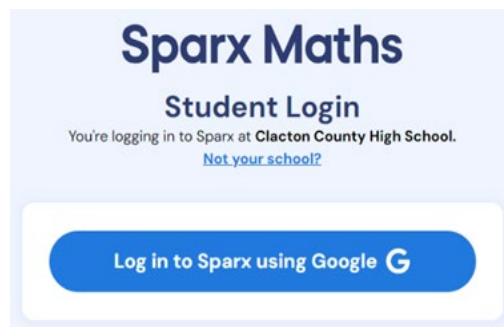 Sparx Maths
Student Login
You're logging in to Sparx at Clacton County High School.
Not your school?
Log in to Sparx using Google G